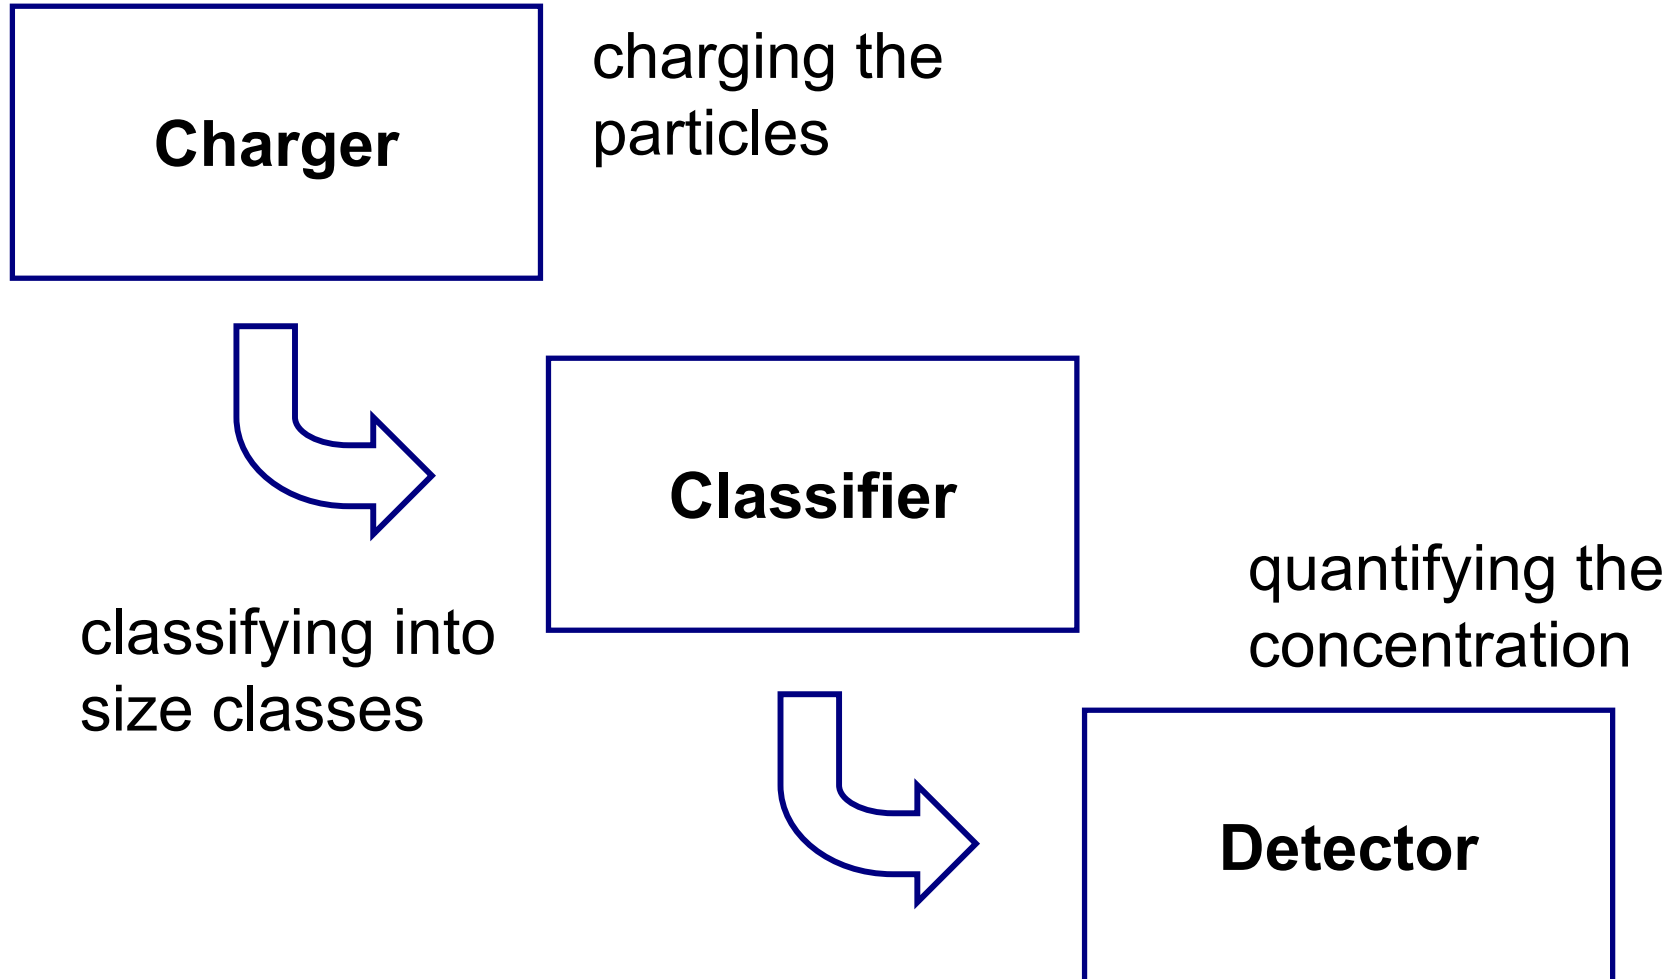 Charger
charging the
particles
Classifier
classifying into
size classes
quantifying the
concentration
Detector